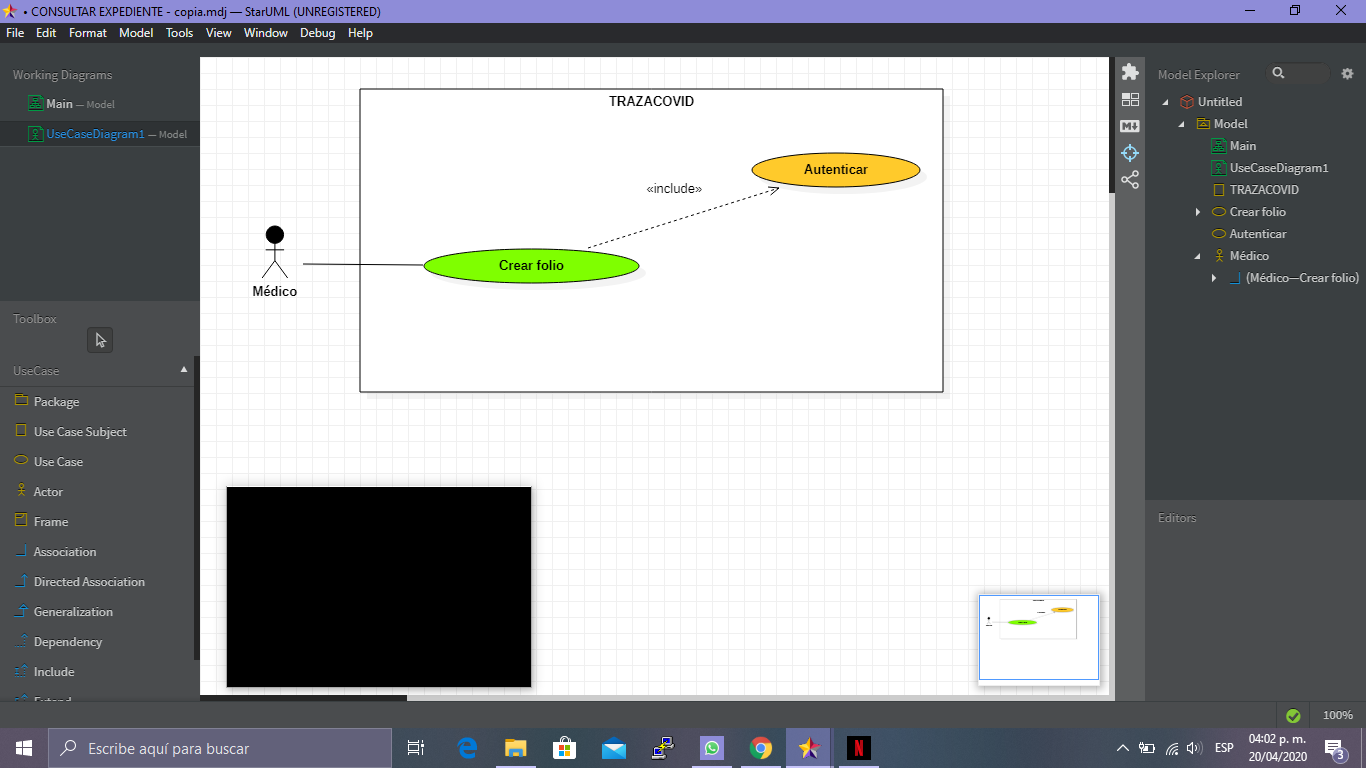 • CONSULTAR EXPEDIENTE - copia.mdj — StarUML (UNREGISTERED)
File Edit Format Model Tools View Window Debug Help
Working Diagrams
Main — Model
UseCaseDiagram1 — Model
Toolbox
UseCase
Package
Use Case Subject
Use Case
Actor
Frame
Association
Directed Association
Generalization
Dependency
Include
Extend
TRAZACOVID
Autenticar
«include»
Crear folio
Médico
Model Explorer
Untitled
Model
Main
UseCaseDiagram1
TRAZACOVID
Crear folio
Autenticar
Médico
(Médico—Crear folio)
Editors
100%
Escribe aquí para buscar
ESP
04:02 p. m.
20/04/2020
3